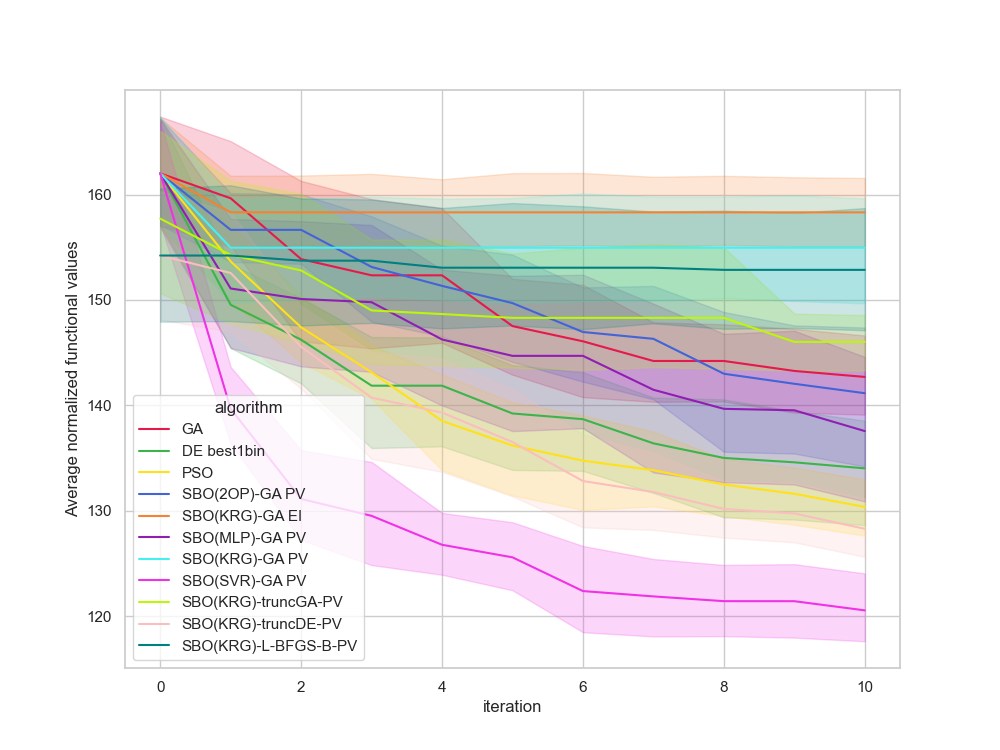 160
150
140
130
120
Average normalized functional values
algorithm
GA
DE best1bin
PSO
SBO(2OP)-GA PV
SBO(KRG)-GA EI
SBO(MLP)-GA PV
SBO(KRG)-GA PV
SBO(SVR)-GA PV
SBO(KRG)-truncGA-PV
SBO(KRG)-truncDE-PV
SBO(KRG)-L-BFGS-B-PV
0 2 4 6 8 10
iteration